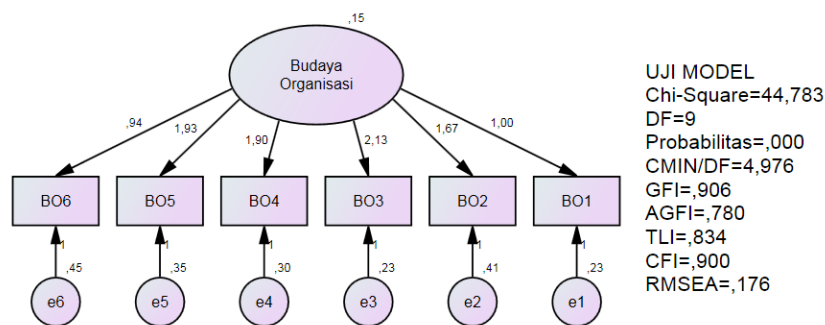 ,15
Budaya
Organisasi
,94
1,93
1,90
2,13
1,67
1,00
BO6
BO5
BO4
BO3
BO2
BO1
1
1
1
1
1
1
,45
,35
,30
,23
,41
,23
e6
e5
e4
e3
e2
e1
UJI MODEL
Chi-Square=44,783
DF=9
Probabilitas=,000
CMIN/DF=4,976
GFI=,906
AGFI=,780
TLI=,834
CFI=,900
RMSEA=,176